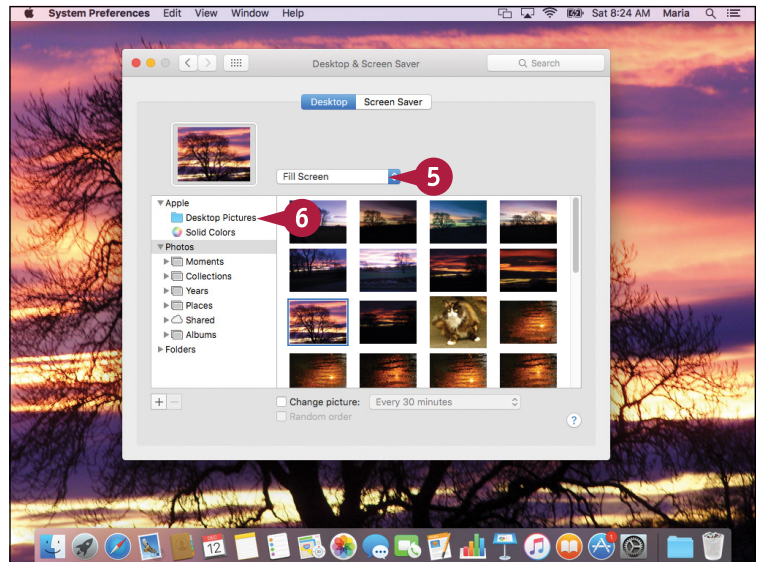 System Preferences Edit View Window Help Sat 8:24 AM Maria
Desktop & Screen Saver Search
Desktop Screen Saver
Fill Screen 5
Apple
Desktop Pictures 6
Solid Colors
Photos
Moments
Collections
Years
Places
Shared
Albums
Folders
+ − Change picture: Every 30 minutes
Random order
?
DEC
12
1